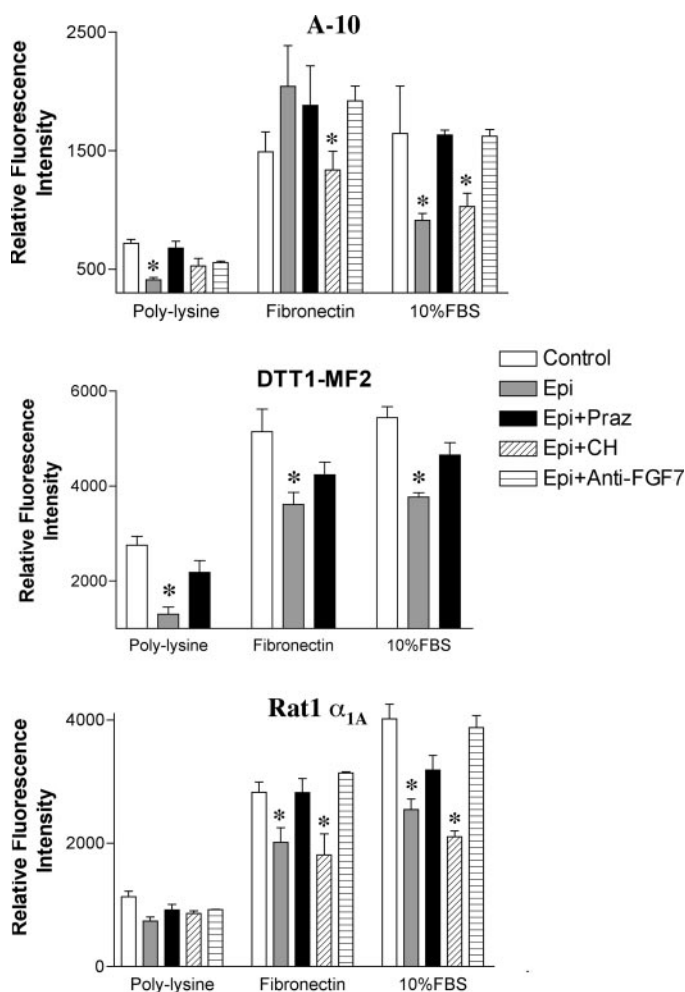 A-10
Relative Fluorescence
Intensity
2500
1500
500
*
*
*
*
Poly-lysine Fibronectin 10%FBS
Control
Epi
Epi+Praz
Epi+CH
Epi+Anti-FGF7
DTT1-MF2
Relative Fluorescence
Intensity
6000
4000
2000
*
*
*
Poly-lysine Fibronectin 10%FBS
Rat1 α1A
Relative Fluorescence
Intensity
4000
2000
0
*
*
*
*
Poly-lysine Fibronectin 10%FBS